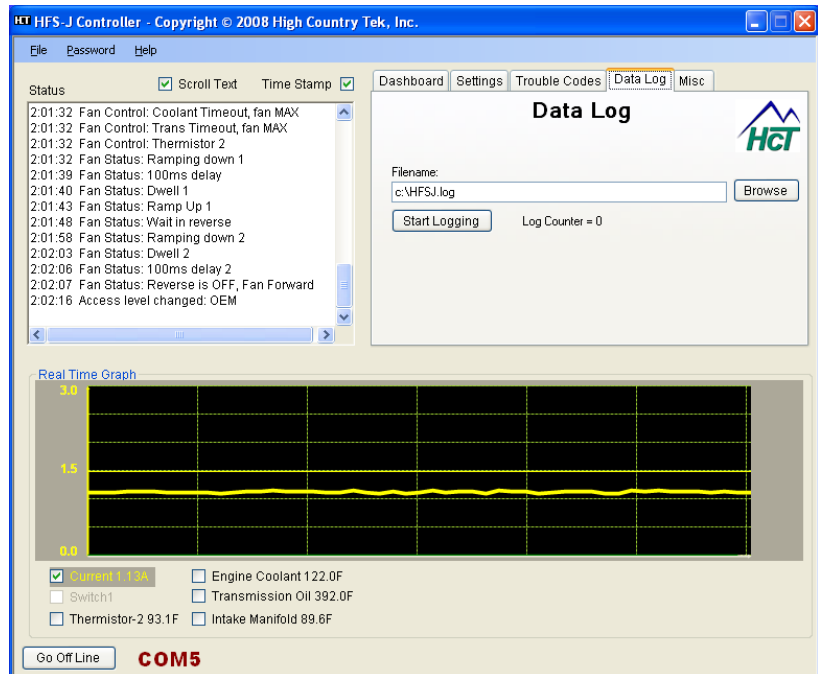 HCT HFS-J Controller - Copyright © 2008 High Country Tek, Inc.
File Password Help
Status Scroll Text Time Stamp
2:01:32 Fan Control: Coolant Timeout, fan MAX
2:01:32 Fan Control: Trans Timeout, fan MAX
2:01:32 Fan Control: Thermistor 2
2:01:32 Fan Status: Ramping down 1
2:01:39 Fan Status: 100ms delay
2:01:40 Fan Status: Dwell 1
2:01:43 Fan Status: Ramp Up 1
2:01:48 Fan Status: Wait in reverse
2:01:58 Fan Status: Ramping down 2
2:02:03 Fan Status: Dwell 2
2:02:06 Fan Status: 100ms delay 2
2:02:07 Fan Status: Reverse is OFF, Fan Forward
2:02:16 Access level changed: OEM
Dashboard Settings Trouble Codes Data Log Misc
Data Log
HCT
Filename:
c:\HFSJ.log Browse
Start Logging Log Counter = 0
Real Time Graph
3.0
1.5
0.0
Current 1.13A Engine Coolant 122.0F
Switch1 Transmission Oil 392.0F
Thermistor-2 93.1F Intake Manifold 89.6F
Go Off Line COM5